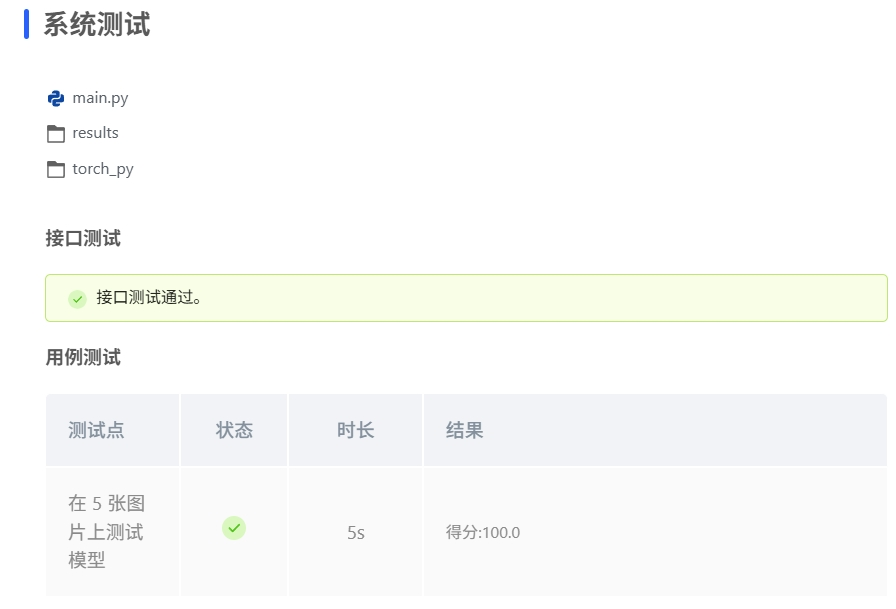 系统测试
main.py
results
torch_py
接口测试
接口测试通过。
用例测试
测试点 状态 时长 结果
在 5 张图
片上测试
模型
5s
得分:100.0